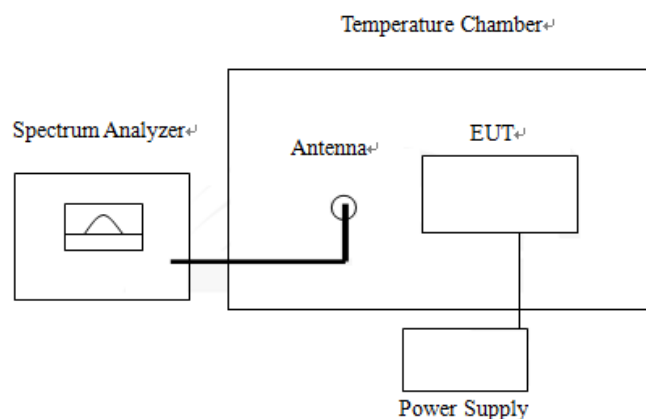 Temperature Chamber↵
Spectrum Analyzer↵
Antenna↵
EUT↵
Power Supply